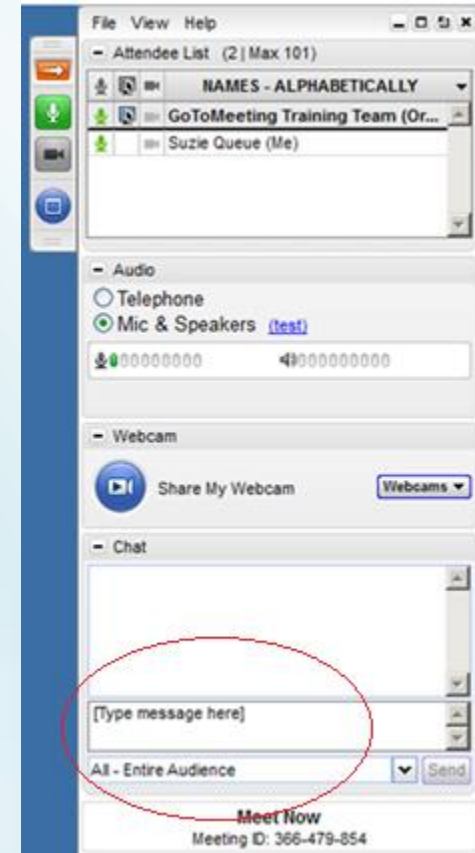 File View Help
Attendee List (2 | Max 101)
NAMES - ALPHABETICALLY
GoToMeeting Training Team (Or...
Suzie Queue (Me)
Audio
Telephone
Mic & Speakers (test)
Webcam
Share My Webcam Webcams
Chat
[Type message here]
All - Entire Audience Send
Meet Now
Meeting ID: 366-479-854